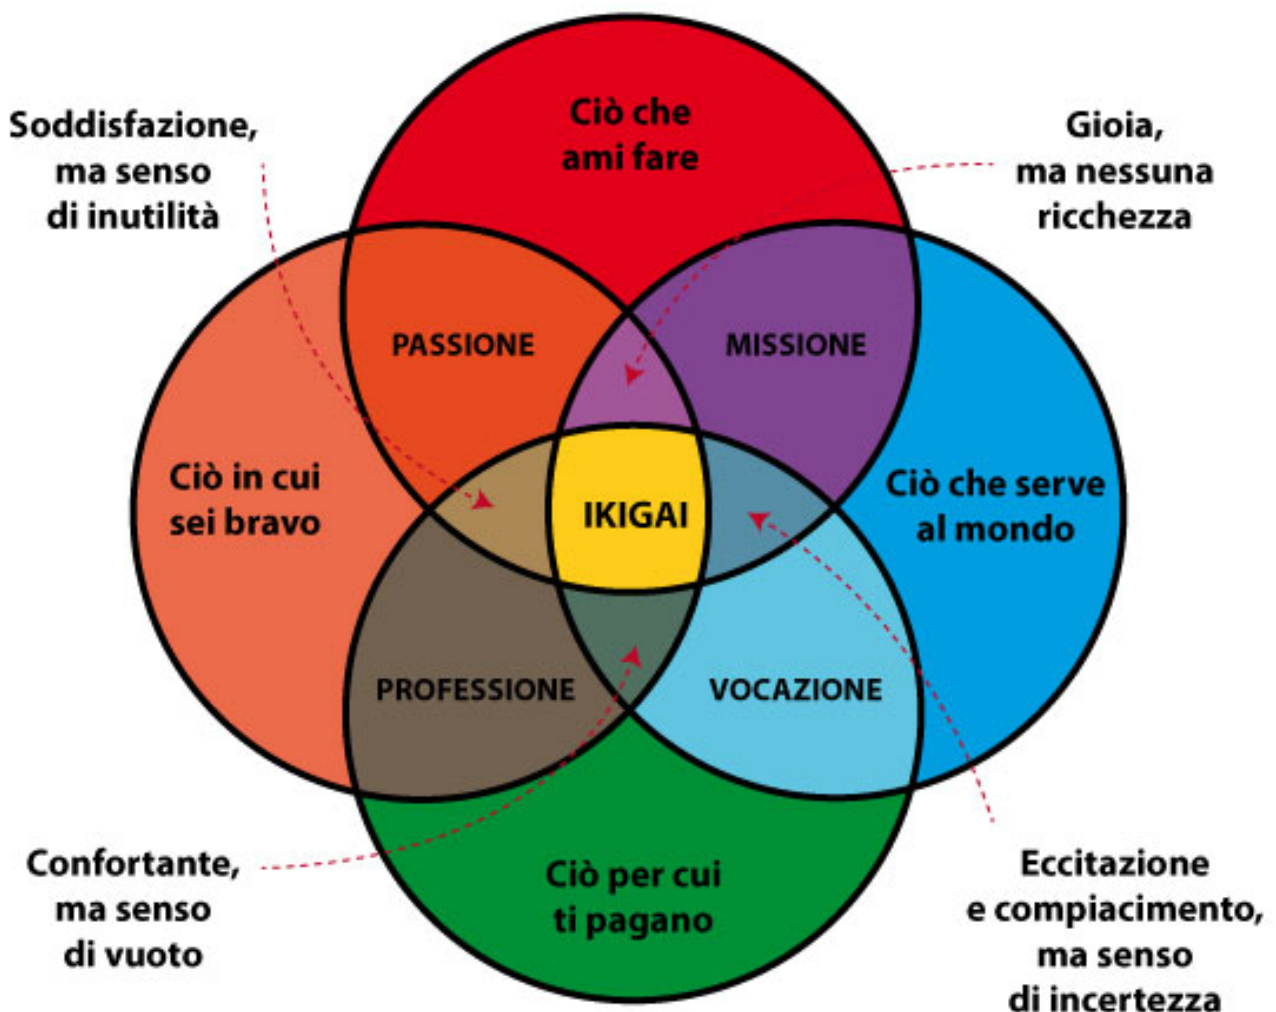 Ciò che
ami fare
Soddisfazione,
ma senso
di inutilità
Gioia,
ma nessuna
ricchezza
PASSIONE
MISSIONE
Ciò in cui
sei bravo
IKIGAI
Ciò che serve
al mondo
PROFESSIONE
VOCAZIONE
Confortante,
ma senso
di vuoto
Ciò per cui
ti pagano
Eccitazione
e compiacimento,
ma senso
di incertezza